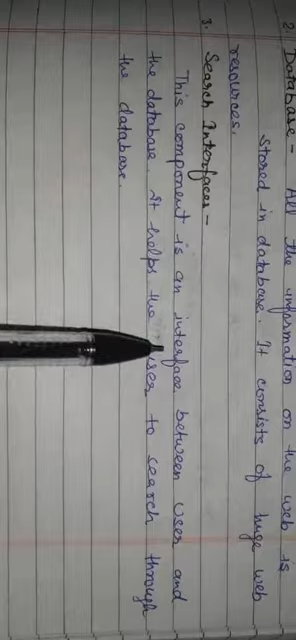 2. Database - All the information on the web is
stored in database. It consists of huge web
resources.
3. Search Interfaces -
This component is an interface between user and
the database. It helps the user to search through
the database.